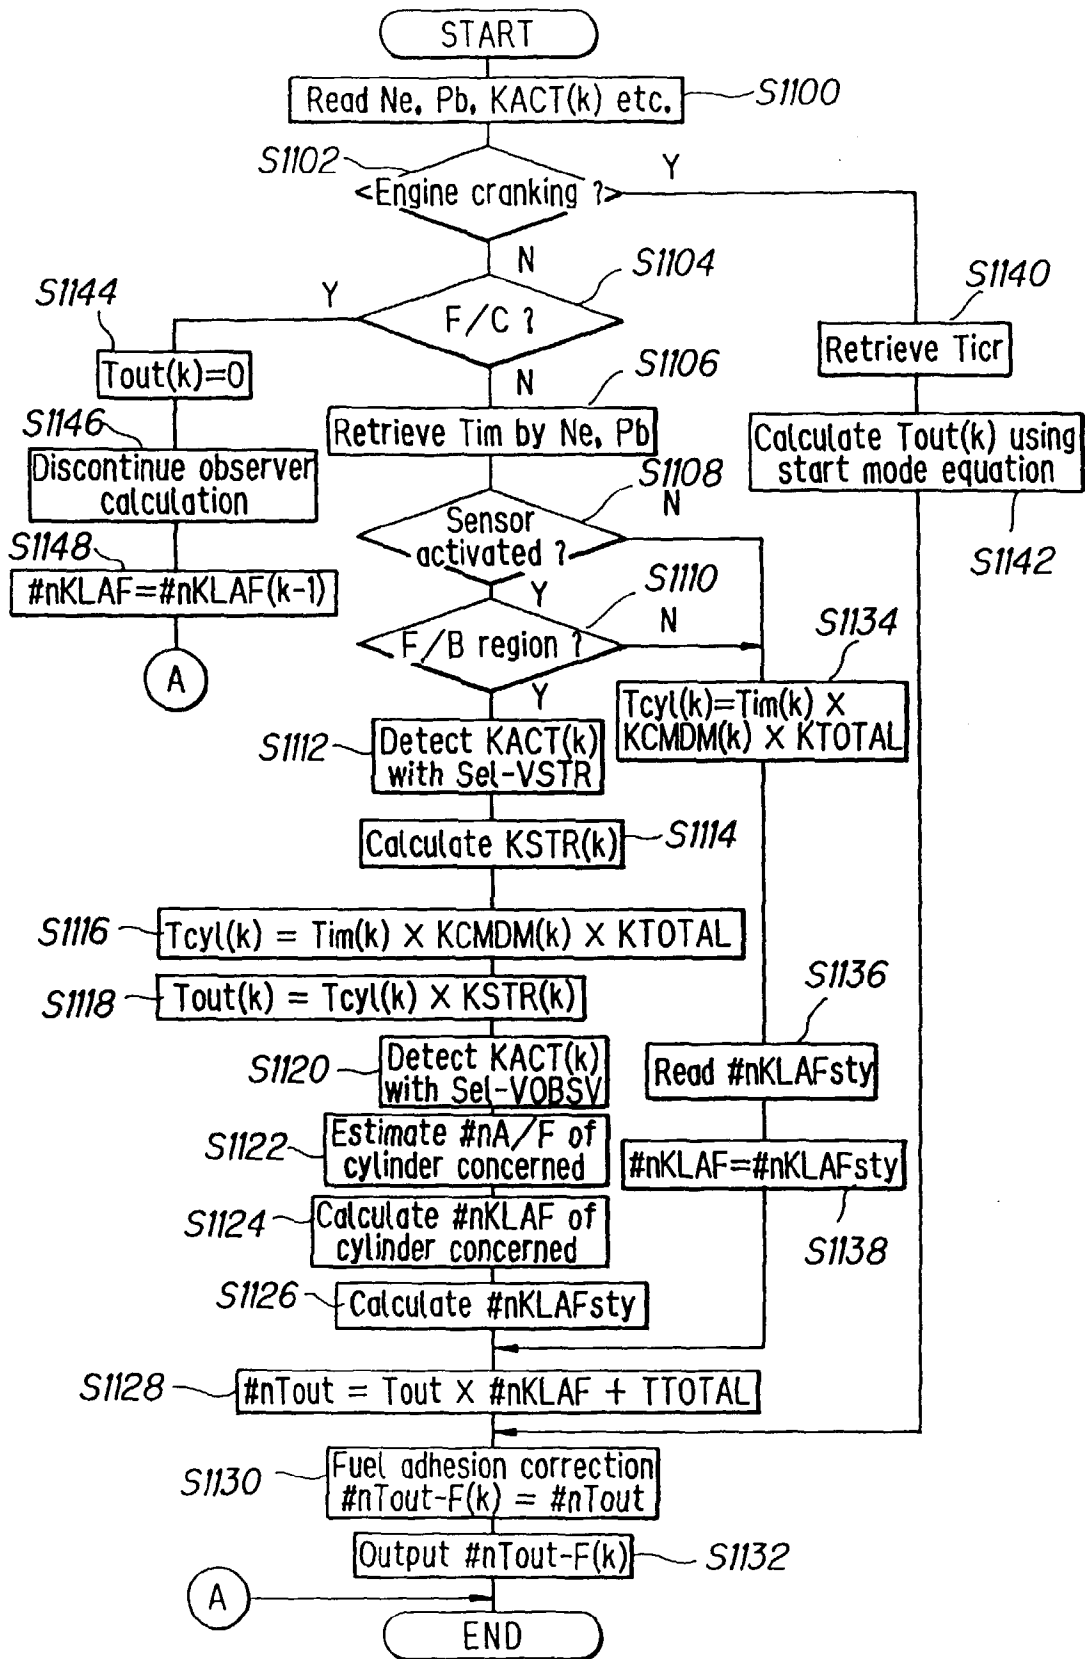 START
Read Ne, Pb, KACT(k) etc.
S1100
S1102
<Engine cranking ?>
Y
N
S1104
F/C ?
Y
N
S1144
Tout(k)=0
S1146
Discontinue observer
calculation
S1148
#nKLAF=#nKLAF(k-1)
A
S1140
Retrieve Ticr
Calculate Tout(k) using
start mode equation
S1142
S1106
Retrieve Tim by Ne, Pb
S1108
Sensor
activated ?
N
Y
S1110
F/B region ?
N
Y
S1134
Tcyl(k)=Tim(k) X
KCMDM(k) X KTOTAL
S1112
Detect KACT(k)
with Sel-VSTR
Calculate KSTR(k)
S1114
S1116
Tcyl(k) = Tim(k) X KCMDM(k) X KTOTAL
S1118
Tout(k) = Tcyl(k) X KSTR(k)
S1136
Read #nKLAFsty
S1120
Detect KACT(k)
with Sel-VOBSV
S1122
Estimate #nA/F of
cylinder concerned
#nKLAF=#nKLAFsty
S1138
S1124
Calculate #nKLAF of
cylinder concerned
S1126
Calculate #nKLAFsty
S1128
#nTout = Tout X #nKLAF + TTOTAL
S1130
Fuel adhesion correction
#nTout-F(k) = #nTout
Output #nTout-F(k)
S1132
A
END